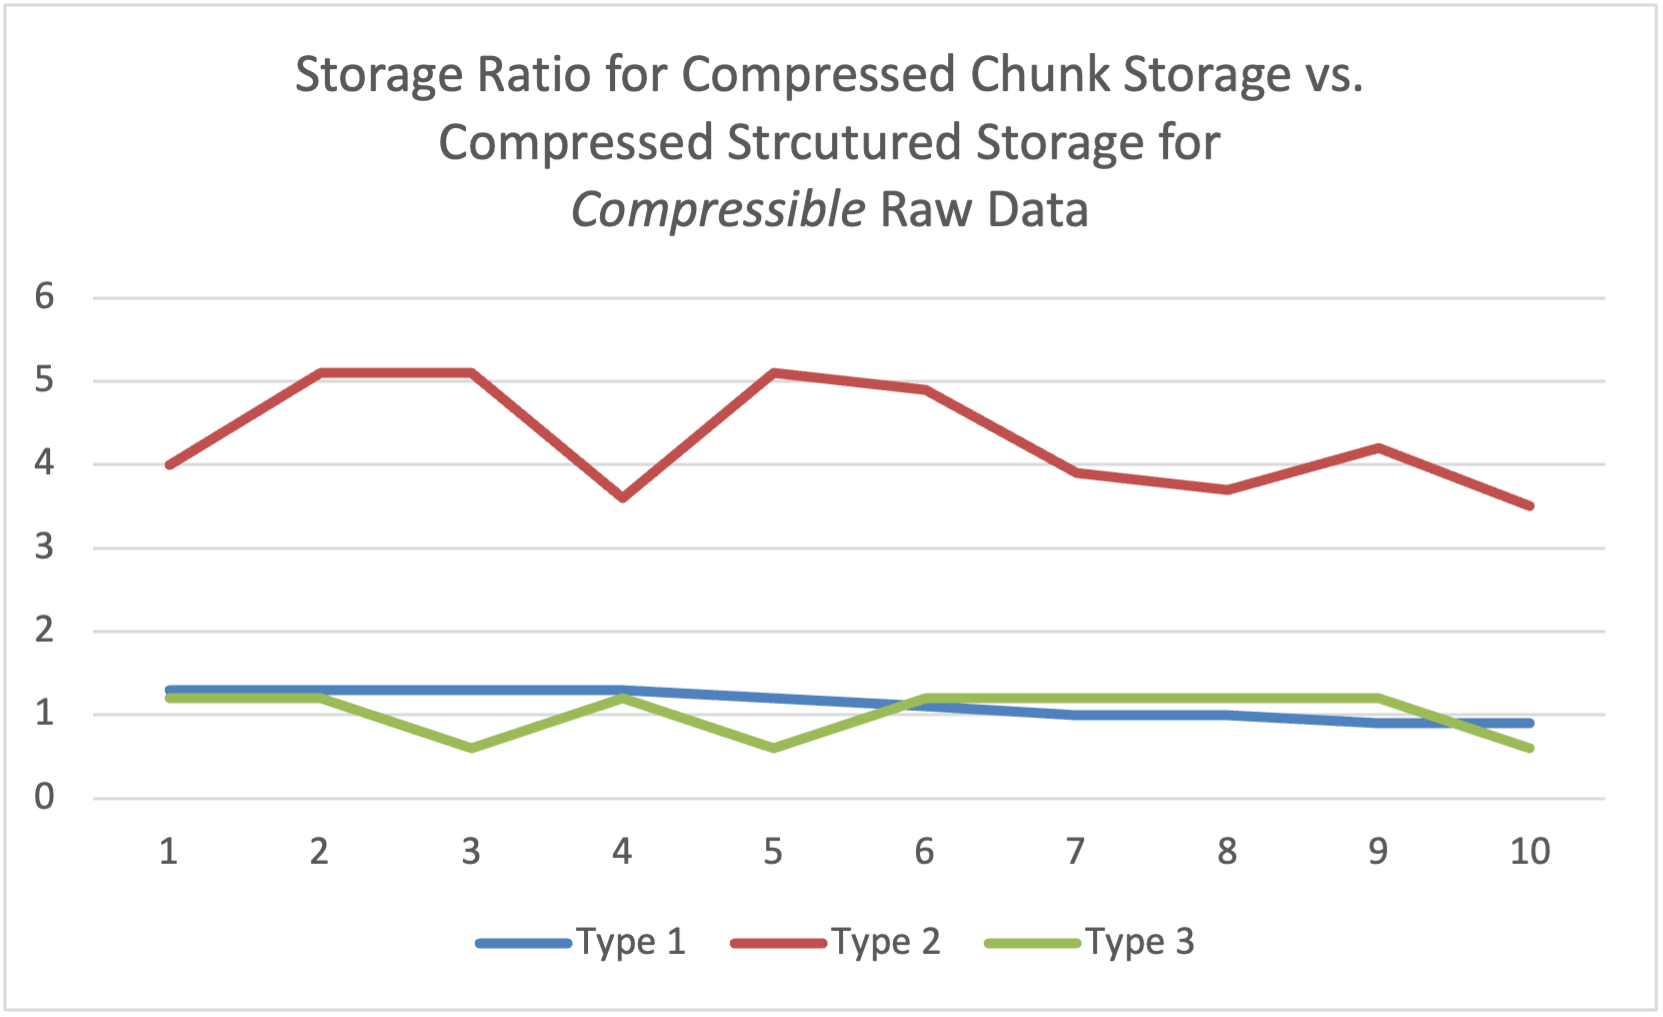 Storage Ratio for Compressed Chunk Storage vs.
Compressed Strcutured Storage for
Compressible Raw Data
6
5
4
3
2
1
0
1 2 3 4 5 6 7 8 9 10
Type 1 Type 2 Type 3